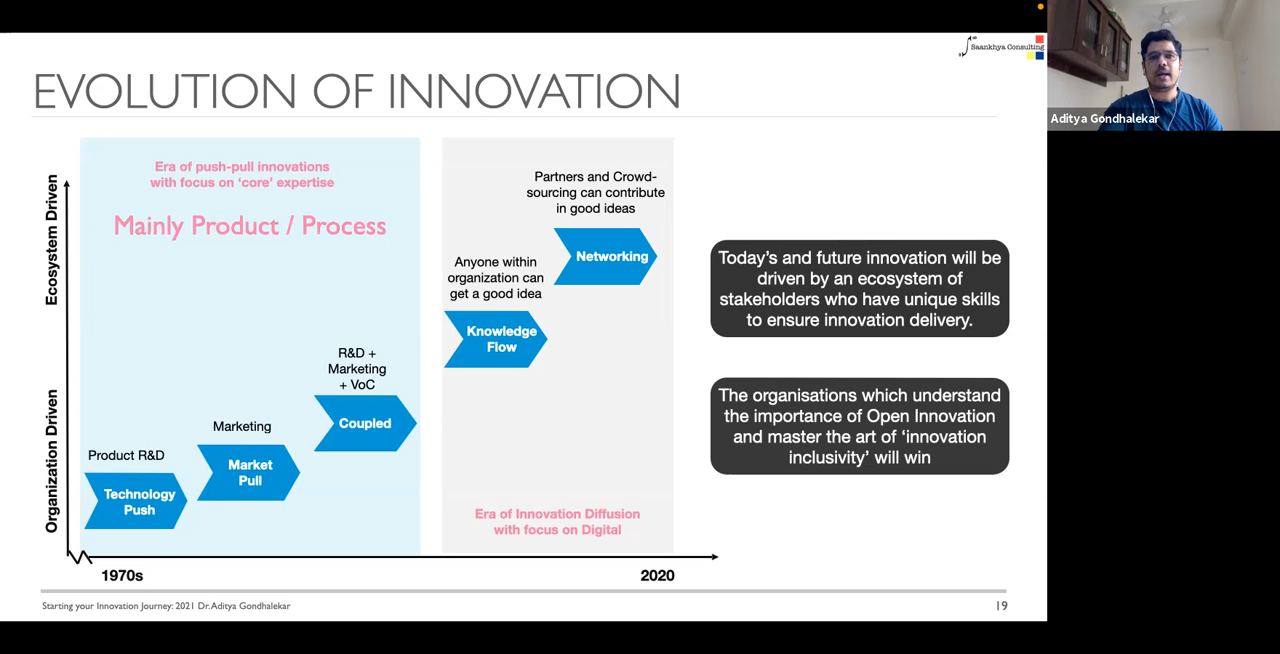 Saankhya Consulting
EVOLUTION OF INNOVATION
Aditya Gondhalekar
Ecosystem Driven
Organization Driven
Era of push-pull innovations
with focus on ‘core’ expertise
Mainly Product / Process
Product R&D
Technology
Push
Marketing
Market
Pull
R&D +
Marketing
+ VoC
Coupled
Anyone within
organization can
get a good idea
Knowledge
Flow
Partners and Crowd-
sourcing can contribute
in good ideas
Networking
Era of Innovation Diffusion
with focus on Digital
1970s
2020
Today’s and future innovation will be
driven by an ecosystem of
stakeholders who have unique skills
to ensure innovation delivery.
The organisations which understand
the importance of Open Innovation
and master the art of ‘innovation
inclusivity’ will win
Starting your Innovation Journey: 2021 Dr. Aditya Gondhalekar
19